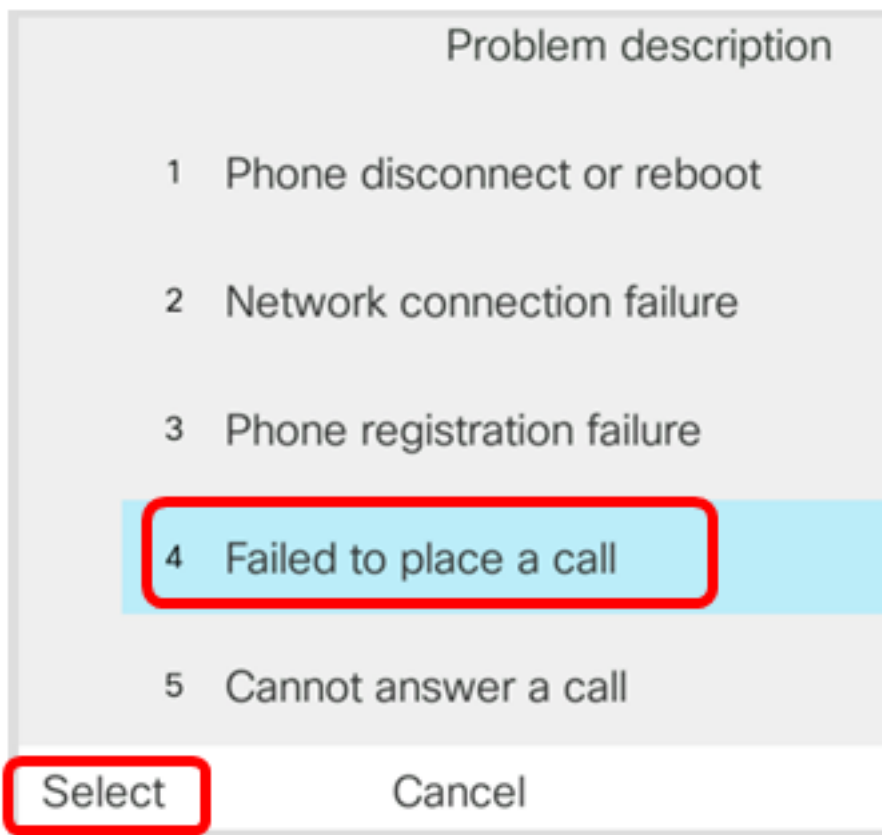 Problem description
1 Phone disconnect or reboot
2 Network connection failure
3 Phone registration failure
4 Failed to place a call
5 Cannot answer a call
Select Cancel